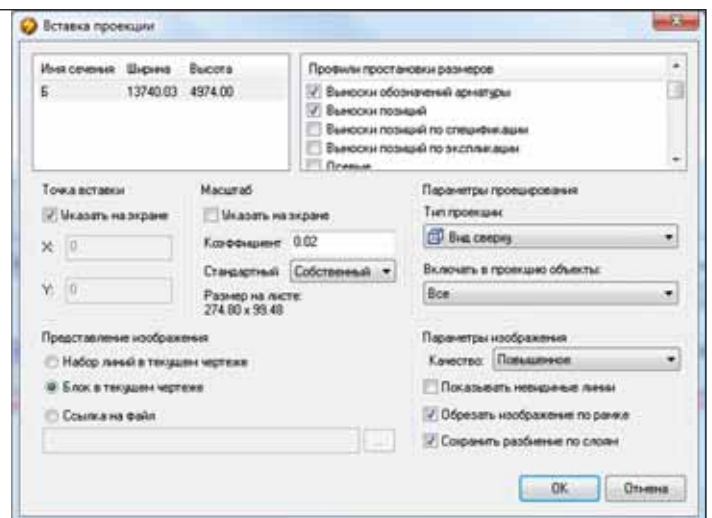 Вставка проекции
Имя сечения Ширина Высота
Б 13740.03 4974.00
Профили простановки размеров
Выноски обозначений арматуры
Выноски позиций
Выноски позиций по спецификации
Выноски позиций по экспликации
Осевые
Точка вставки
Указать на экране
X: 0
Y: 0
Масштаб
Указать на экране
Коэффициент 0.02
Стандартный Собственный
Размер на листе:
274.80 x 99.48
Параметры проецирования
Тип проекции:
Вид сверху
Включать в проекцию объекты:
Все
Представление изображения
Набор линий в текущем чертеже
Блок в текущем чертеже
Ссылка на файл
...
Параметры изображения
Качество: Повышенное
Показывать невидимые линии
Обрезать изображение по рамке
Сохранить разбиение по слоям
OK Отмена